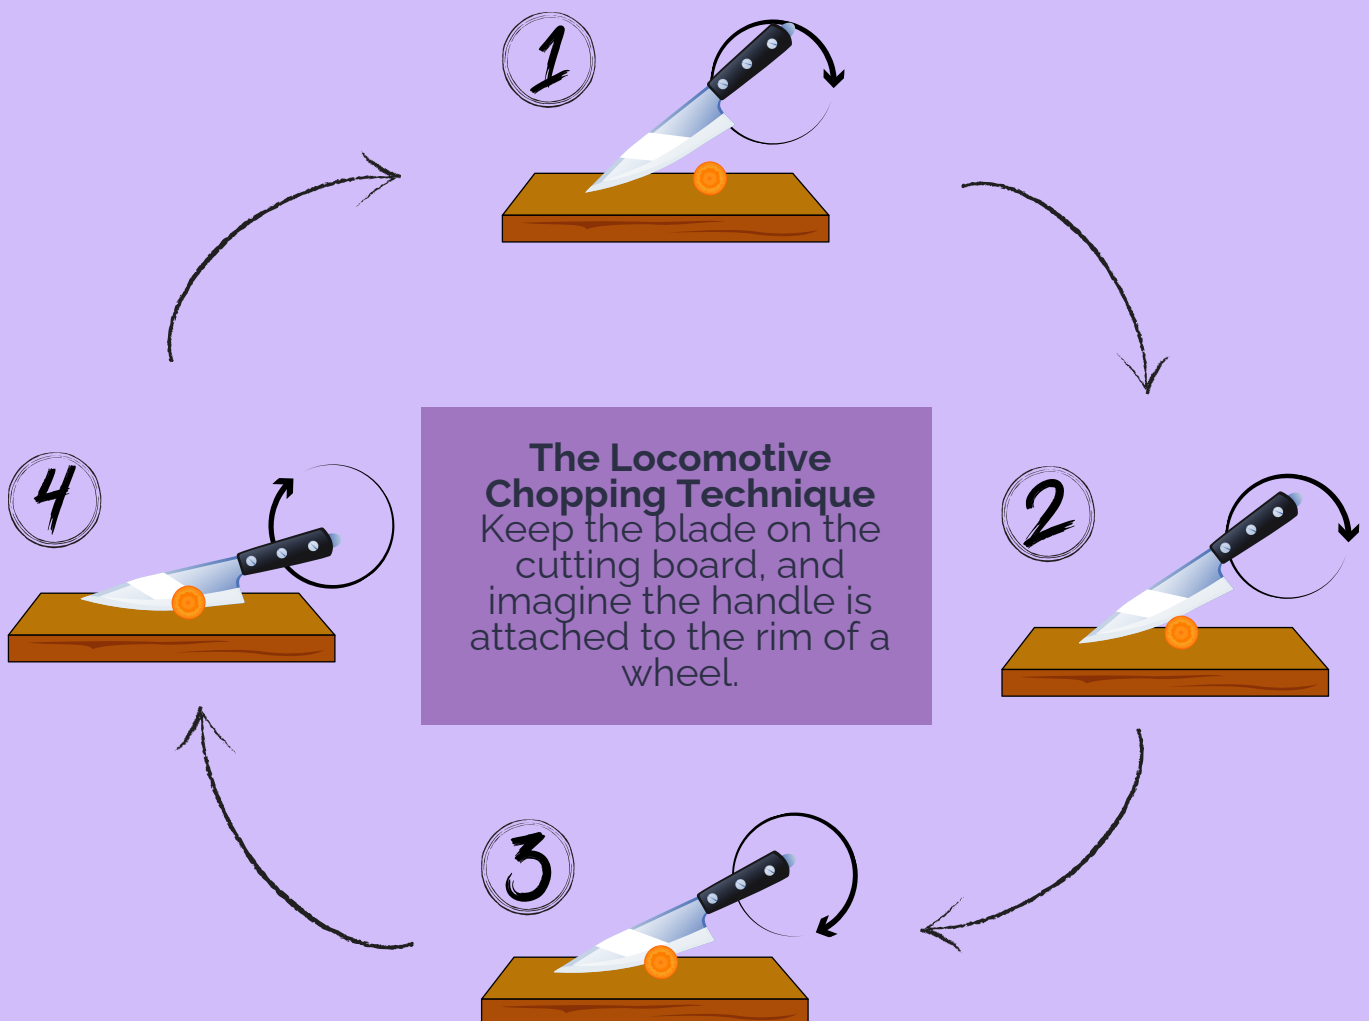 1
The Locomotive
Chopping Technique
Keep the blade on the
cutting board, and
imagine the handle is
attached to the rim of a
wheel.
4
2
3